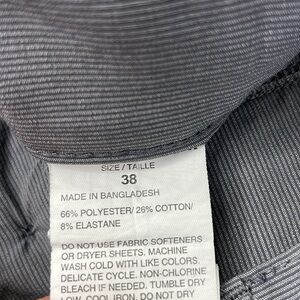 SIZE / TAILLE
38
MADE IN BANGLADESH
66% POLYESTER/ 26% COTTON/
8% ELASTANE
DO NOT USE FABRIC SOFTENERS
OR DRYER SHEETS. MACHINE
WASH COLD WITH LIKE COLORS.
DELICATE CYCLE. NON-CHLORINE
BLEACH IF NEEDED. TUMBLE DRY
LOW. COOL IRON. DO NOT DRY